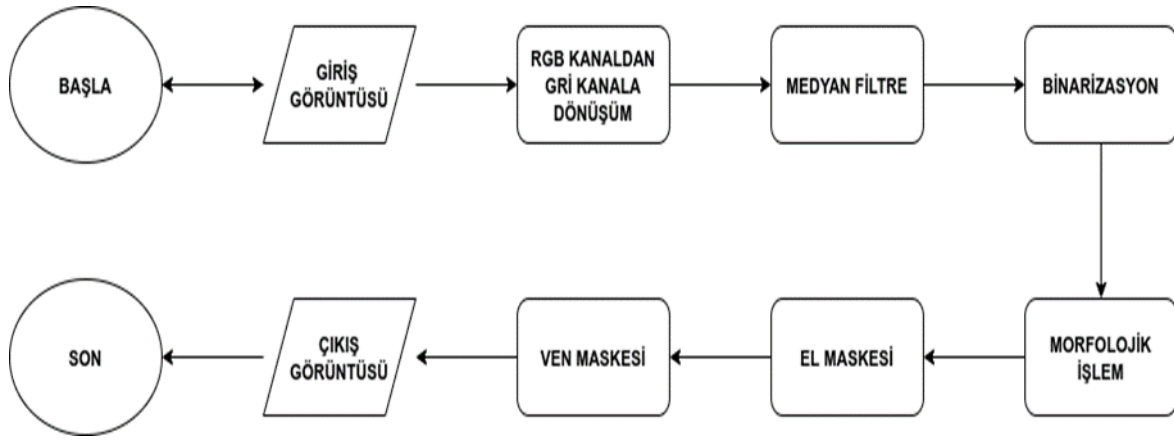 BAŞLA
GİRİŞ
GÖRÜNTÜSÜ
RGB KANALDAN
GRİ KANALA
DÖNÜŞÜM
MEDYAN FİLTRE
BİNARİZASYON
MORFOLOJİK
İŞLEM
EL MASKESİ
VEN MASKESİ
ÇIKIŞ
GÖRÜNTÜSÜ
SON